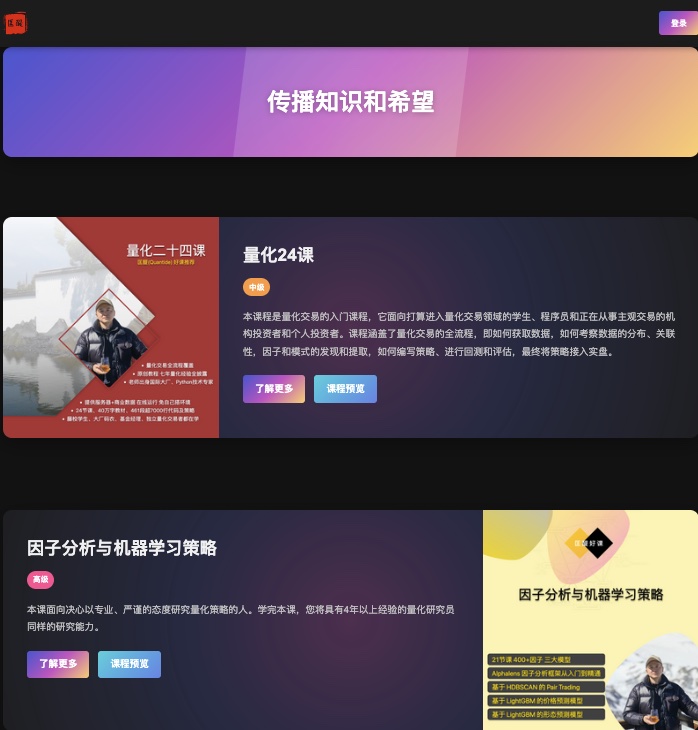 匡醍
登录
传播知识和希望
量化二十四课
匡醍(Quantide) 好课推荐
• 量化交易全流程覆盖
• 原创教程 七年量化经验全披露
• 老师出身国际大厂、Python技术专家
• 提供服务器+商业数据 在线运行 免自己搭环境
• 24节课、40万字教材、461段超7000行代码及策略
• 藤校学生、大厂码农、基金经理、独立量化交易者都在学
量化24课
中级
本课程是量化交易的入门课程，它面向打算进入量化交易领域的学生、程序员和正在从事主观交易的机
构投资者和个人投资者。课程涵盖了量化交易的全流程，即如何获取数据，如何考察数据的分布、关联
性，因子和模式的发现和提取，如何编写策略、进行回测和评估，最终将策略接入实盘。
了解更多
课程预览
因子分析与机器学习策略
高级
本课面向决心以专业、严谨的态度研究量化策略的人。学完本课，您将具有4年以上经验的量化研究员
同样的研究能力。
了解更多
课程预览
匡醍好课
因子分析与机器学习策略
21节课 400+因子 三大模型
Alphalens 因子分析框架从入门到精通
基于 HDBSCAN 的 Pair Trading
基于 LightGBM 的价格预测模型
基于 LightGBM 的形态预测模型